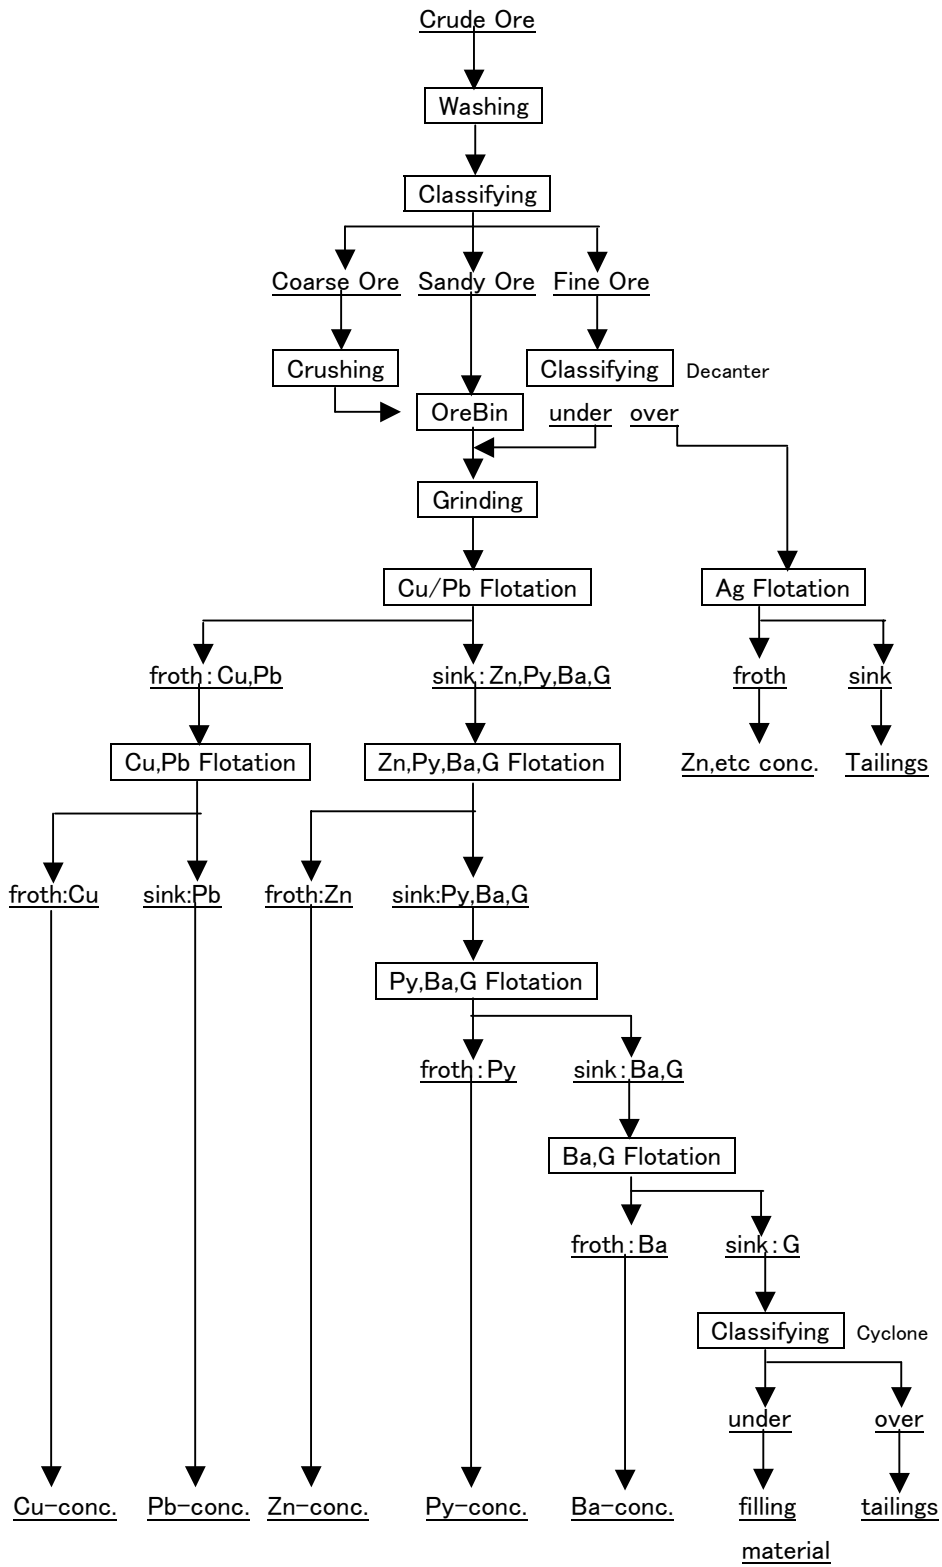 Crude Ore
Washing
Classifying
Coarse Ore Sandy Ore Fine Ore
Crushing Classifying Decanter
OreBin under over
Grinding
Cu/Pb Flotation Ag Flotation
froth:Cu,Pb sink:Zn,Py,Ba,G froth sink
Cu,Pb Flotation Zn,Py,Ba,G Flotation Zn,etc conc. Tailings
froth:Cu sink:Pb froth:Zn sink:Py,Ba,G
Py,Ba,G Flotation
froth:Py sink:Ba,G
Ba,G Flotation
froth:Ba sink:G
Classifying Cyclone
under over
Cu-conc. Pb-conc. Zn-conc. Py-conc. Ba-conc. filling tailings
material